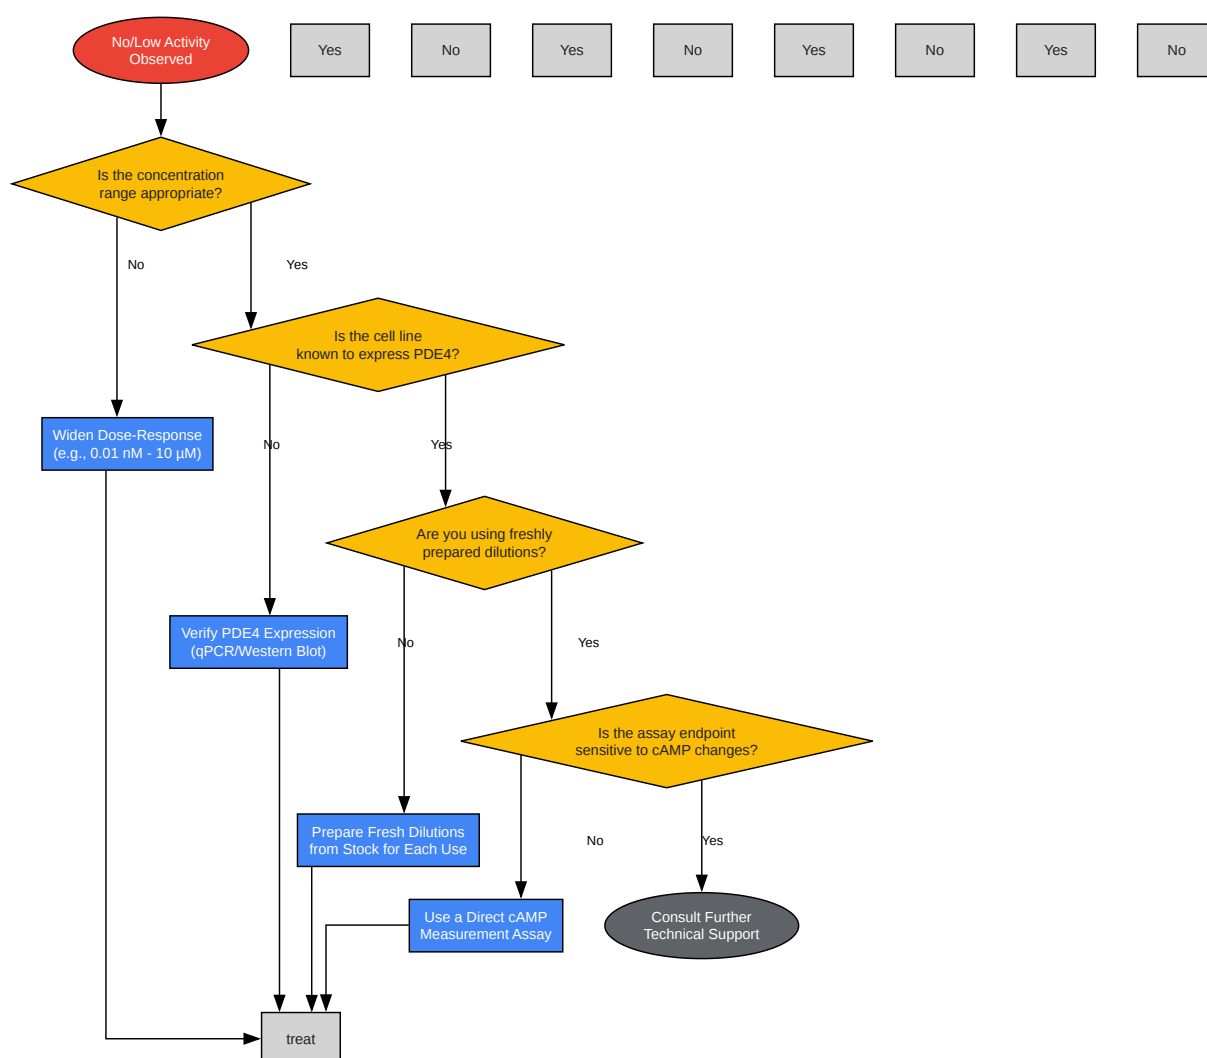 No/Low Activity
Observed
Yes
No
Yes
No
Yes
No
Yes
No
Is the concentration
range appropriate?
No
Yes
Is the cell line
known to express PDE4?
Widen Dose-Response
(e.g., 0.01 nM - 10 µM)
No
Yes
Are you using freshly
prepared dilutions?
Verify PDE4 Expression
(qPCR/Western Blot)
No
Yes
Is the assay endpoint
sensitive to cAMP changes?
Prepare Fresh Dilutions
from Stock for Each Use
No
Yes
Use a Direct cAMP
Measurement Assay
Consult Further
Technical Support
treat